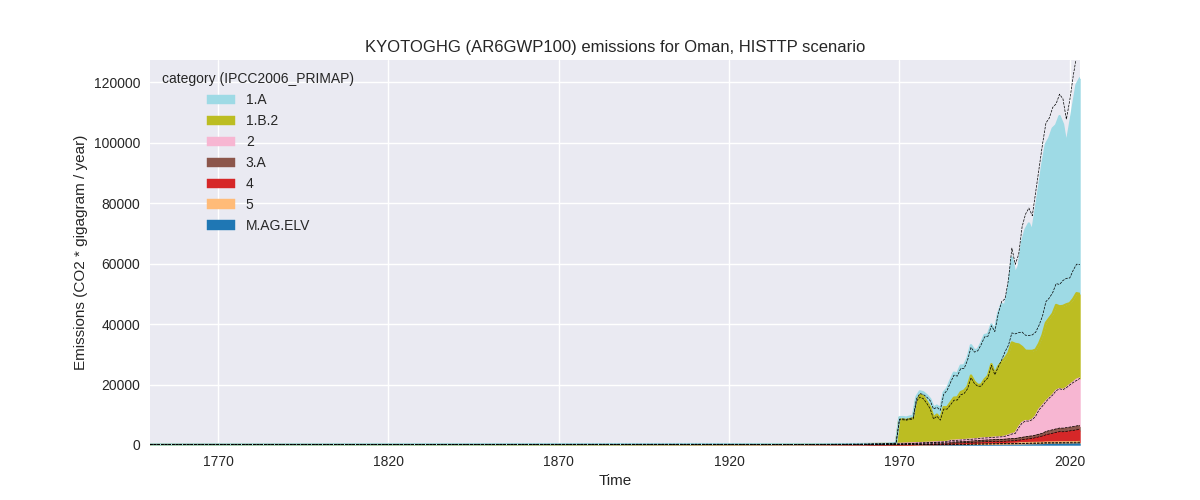 KYOTOGHG (AR6GWP100) emissions for Oman, HISTTP scenario
Emissions (CO2 * gigagram / year)
120000
100000
80000
60000
40000
20000
0
category (IPCC2006_PRIMAP)
1.A
1.B.2
2
3.A
4
5
M.AG.ELV
1770
1820
1870
1920
1970
2020
Time